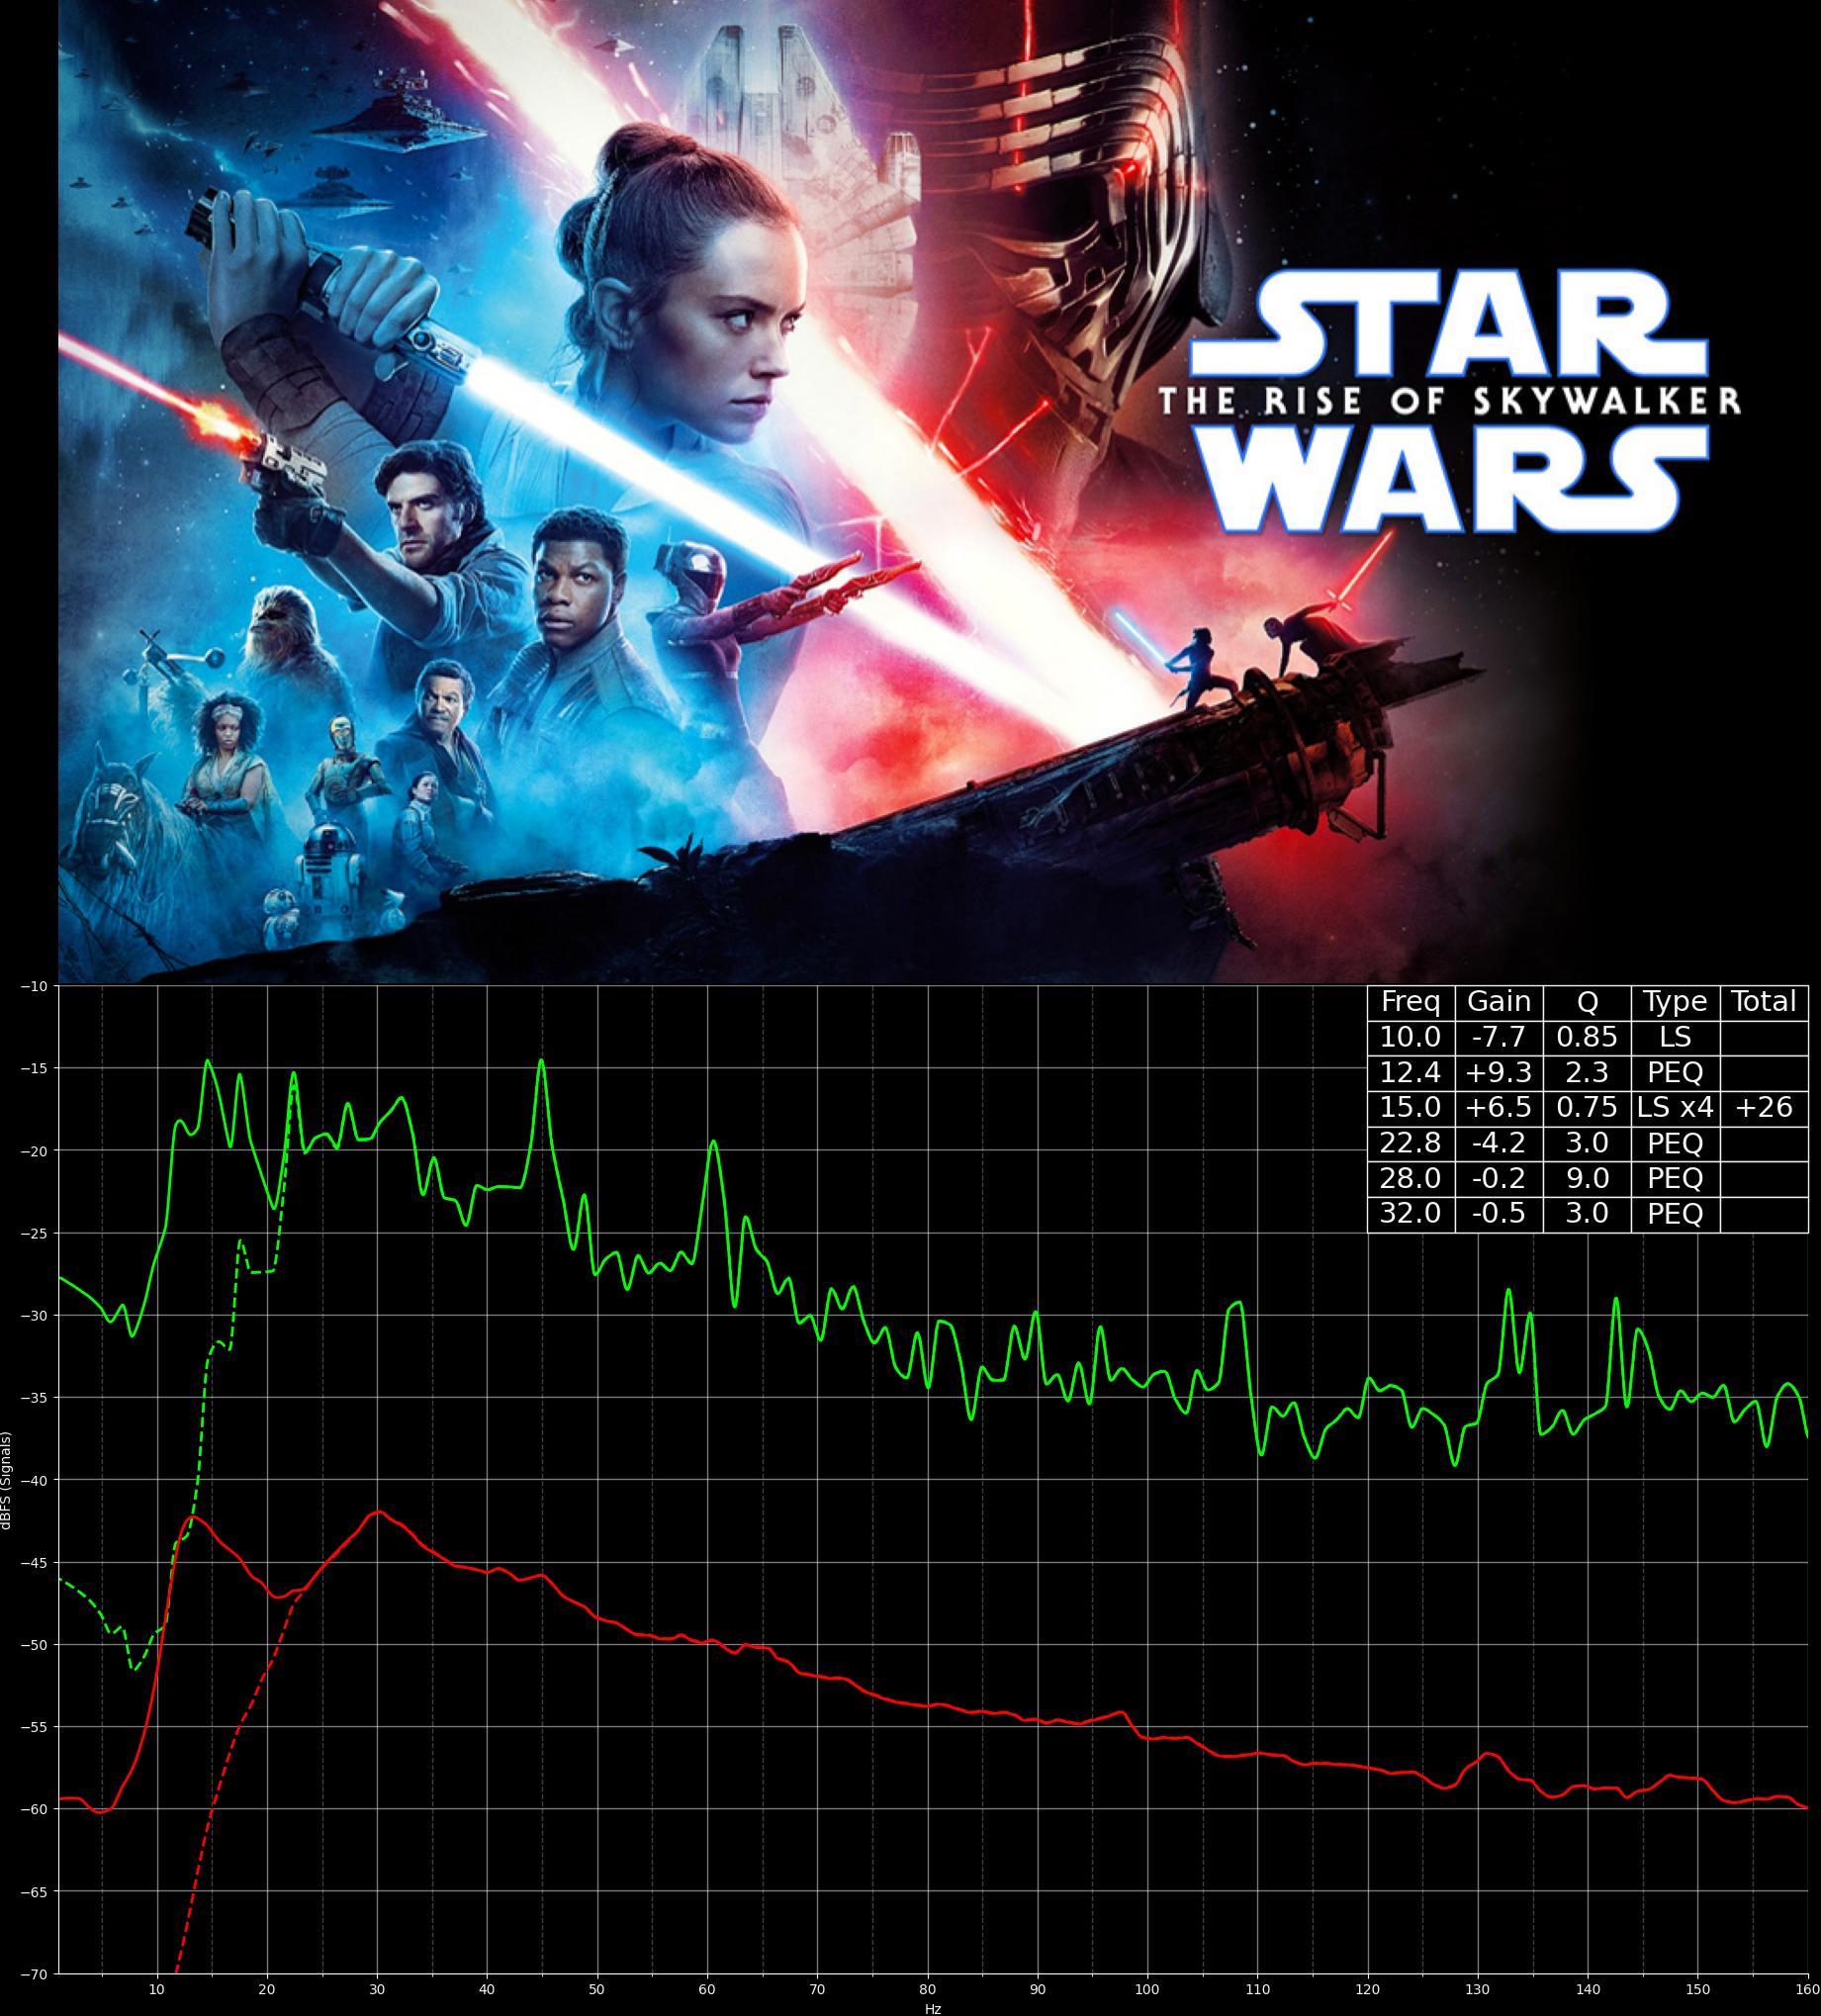 STAR
THE RISE OF SKYWALKER
WARS
Freq Gain Q Type Total
10.0 -7.7 0.85 LS
12.4 +9.3 2.3 PEQ
15.0 +6.5 0.75 LS x4 +26
22.8 -4.2 3.0 PEQ
28.0 -0.2 9.0 PEQ
32.0 -0.5 3.0 PEQ
−10
−15
−20
−25
−30
−35
−40
−45
−50
−55
−60
−65
−70
dBFS (Signals)
10 20 30 40 50 60 70 80 90 100 110 120 130 140 150 160
Hz